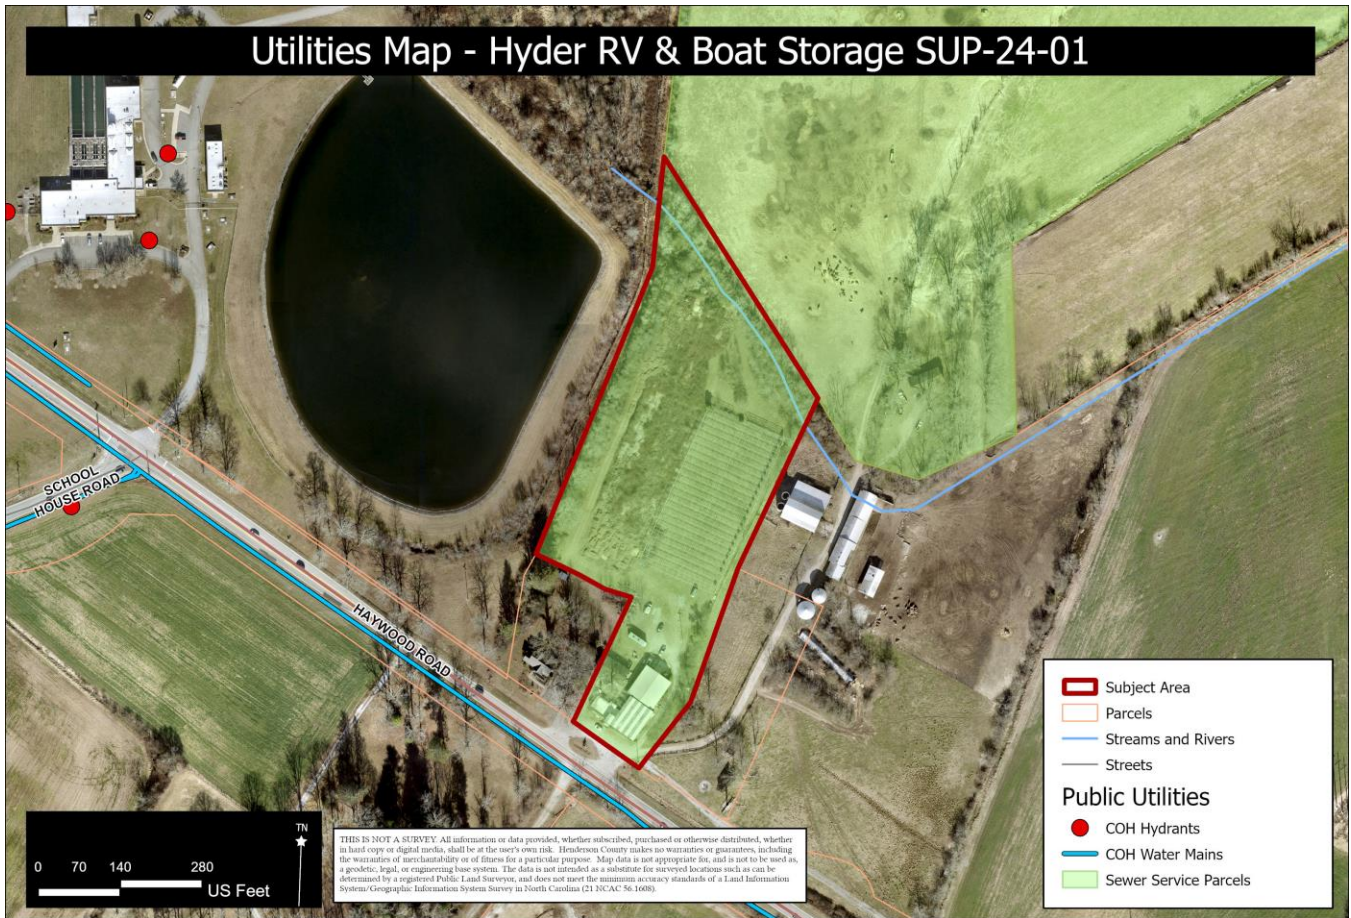 Utilities Map - Hyder RV & Boat Storage SUP-24-01
SCHOOL
HOUSE ROAD
HAYWOOD ROAD
Subject Area
Parcels
Streams and Rivers
Streets
Public Utilities
COH Hydrants
COH Water Mains
Sewer Service Parcels
TN
0 70 140 280
US Feet
THIS IS NOT A SURVEY. All information or data provided, whether subscribed, purchased or otherwise distributed, whether
in hard copy or digital media, shall be at the user's own risk. Henderson County makes no warranties or guarantees, including
the warranties of merchantability or of fitness for a particular purpose. Map data is not appropriate for, and is not to be used as,
a geodetic, legal, or engineering base system. The data is not intended as a substitute for surveyed locations such as can be
determined by a registered Public Land Surveyor, and does not meet the minimum accuracy standards of a Land Information
System/Geographic Information System Survey in North Carolina (21 NCAC 56.1608).